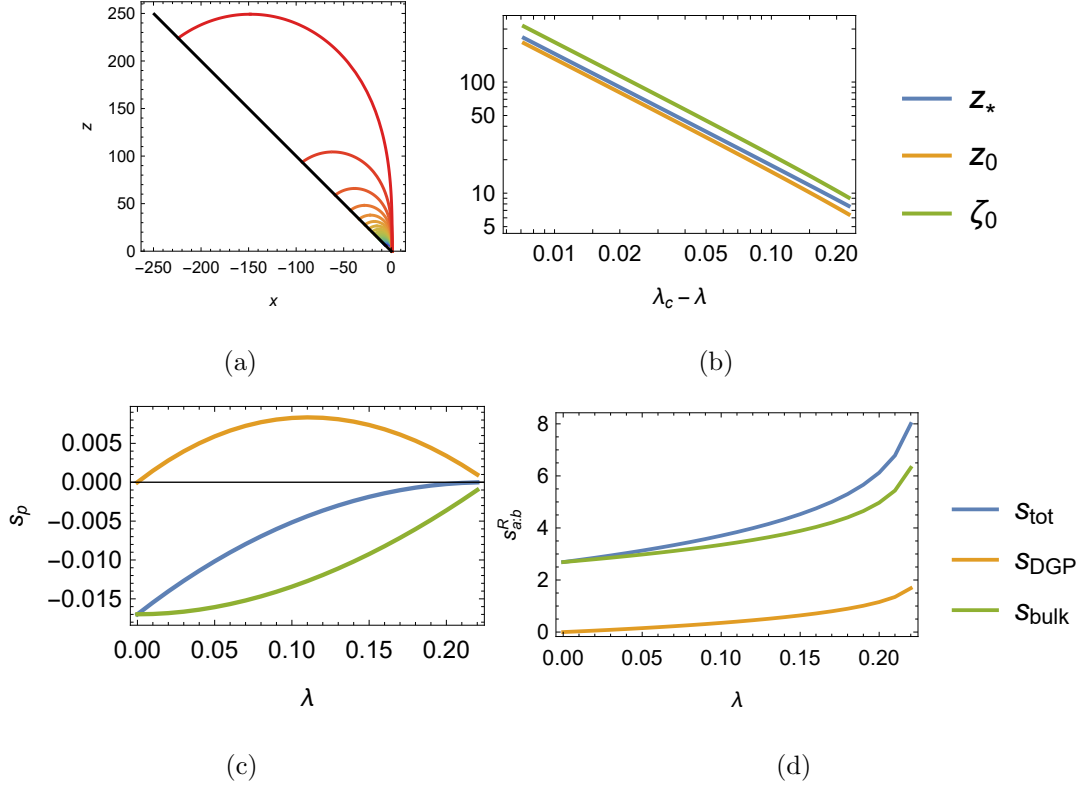 250
200
150
100
50
0
z
−250 −200 −150 −100 −50 0
x
(a)
100
50
10
5
0.01 0.02 0.05 0.10 0.20
λc − λ
z*
z0
ζ0
(b)
0.005
0.000
−0.005
−0.010
−0.015
sp
0.00 0.05 0.10 0.15 0.20
λ
(c)
8
6
4
2
0
s^R_{a:b}
0.00 0.05 0.10 0.15 0.20
λ
stot
sDGP
sbulk
(d)